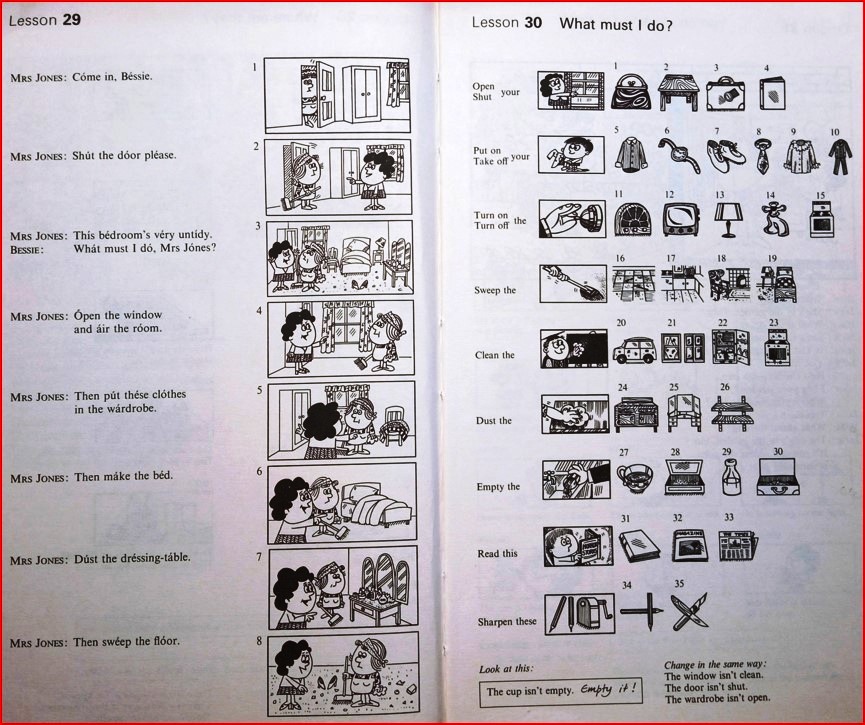 Lesson 29
MRS JONES: Cóme in, Béssie.
1
MRS JONES: Shút the dóor pléase.
2
MRS JONES: This bédroom's véry untídy.
BESSIE: Whát must I dó, Mrs Jónes?
3
MRS JONES: Ópen the wíndow
and áir the róom.
4
MRS JONES: Then pút thése clóthes
in the wárdrobe.
5
MRS JONES: Then máke the béd.
6
MRS JONES: Dúst the dréssing-táble.
7
MRS JONES: Then swéep the flóor.
8
Lesson 30 What must I do?
1 2 3 4
Open
Shut your
5 6 7 8 9 10
Put on
Take off your
11 12 13 14 15
Turn on
Turn off the
16 17 18 19
Sweep the
20 21 22 23
Clean the
24 25 26
Dust the
27 28 29 30
Empty the
31 32 33
MAGAZINE
Read this
34 35
Sharpen these
Look at this:
The cup isn't empty. Empty it!
Change in the same way:
The window isn't clean.
The door isn't shut.
The wardrobe isn't open.